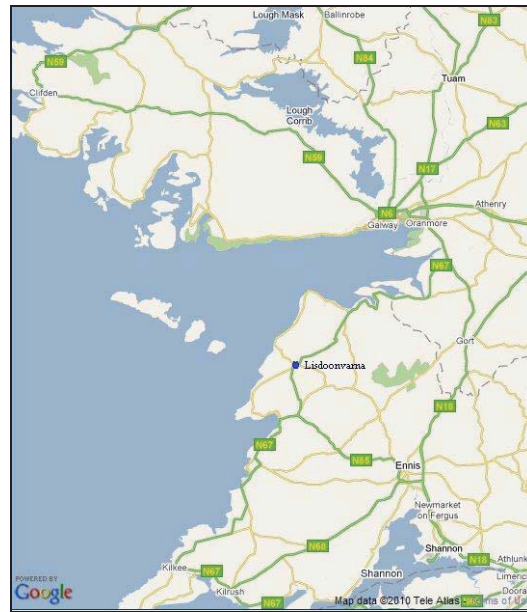 Lough Mask
Ballinrobe
N83
N59
N84
Tuam
Clifden
Lough
Corrib
N63
N59
N17
Athenry
N6
Galway
Oranmore
N67
Gort
Lisdoonvarna
N18
N67
N85
Ennis
Newmarket
on Fergus
N68
Shannon
Kilkee
N67
N18
Athlunk
Shannon
Limeric
Kilrush
Doora
POWERED BY
Google
N67
Map data ©2010 Tele Atlas